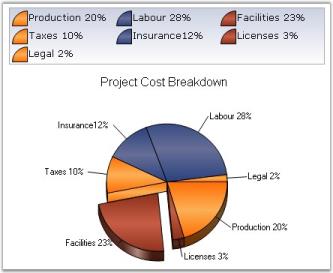 Production 20% Labour 28% Facilities 23%
Taxes 10% Insurance12% Licenses 3%
Legal 2%
Project Cost Breakdown
Labour 28%
Insurance12%
Taxes 10%
Legal 2%
Production 20%
Facilities 23%
Licenses 3%